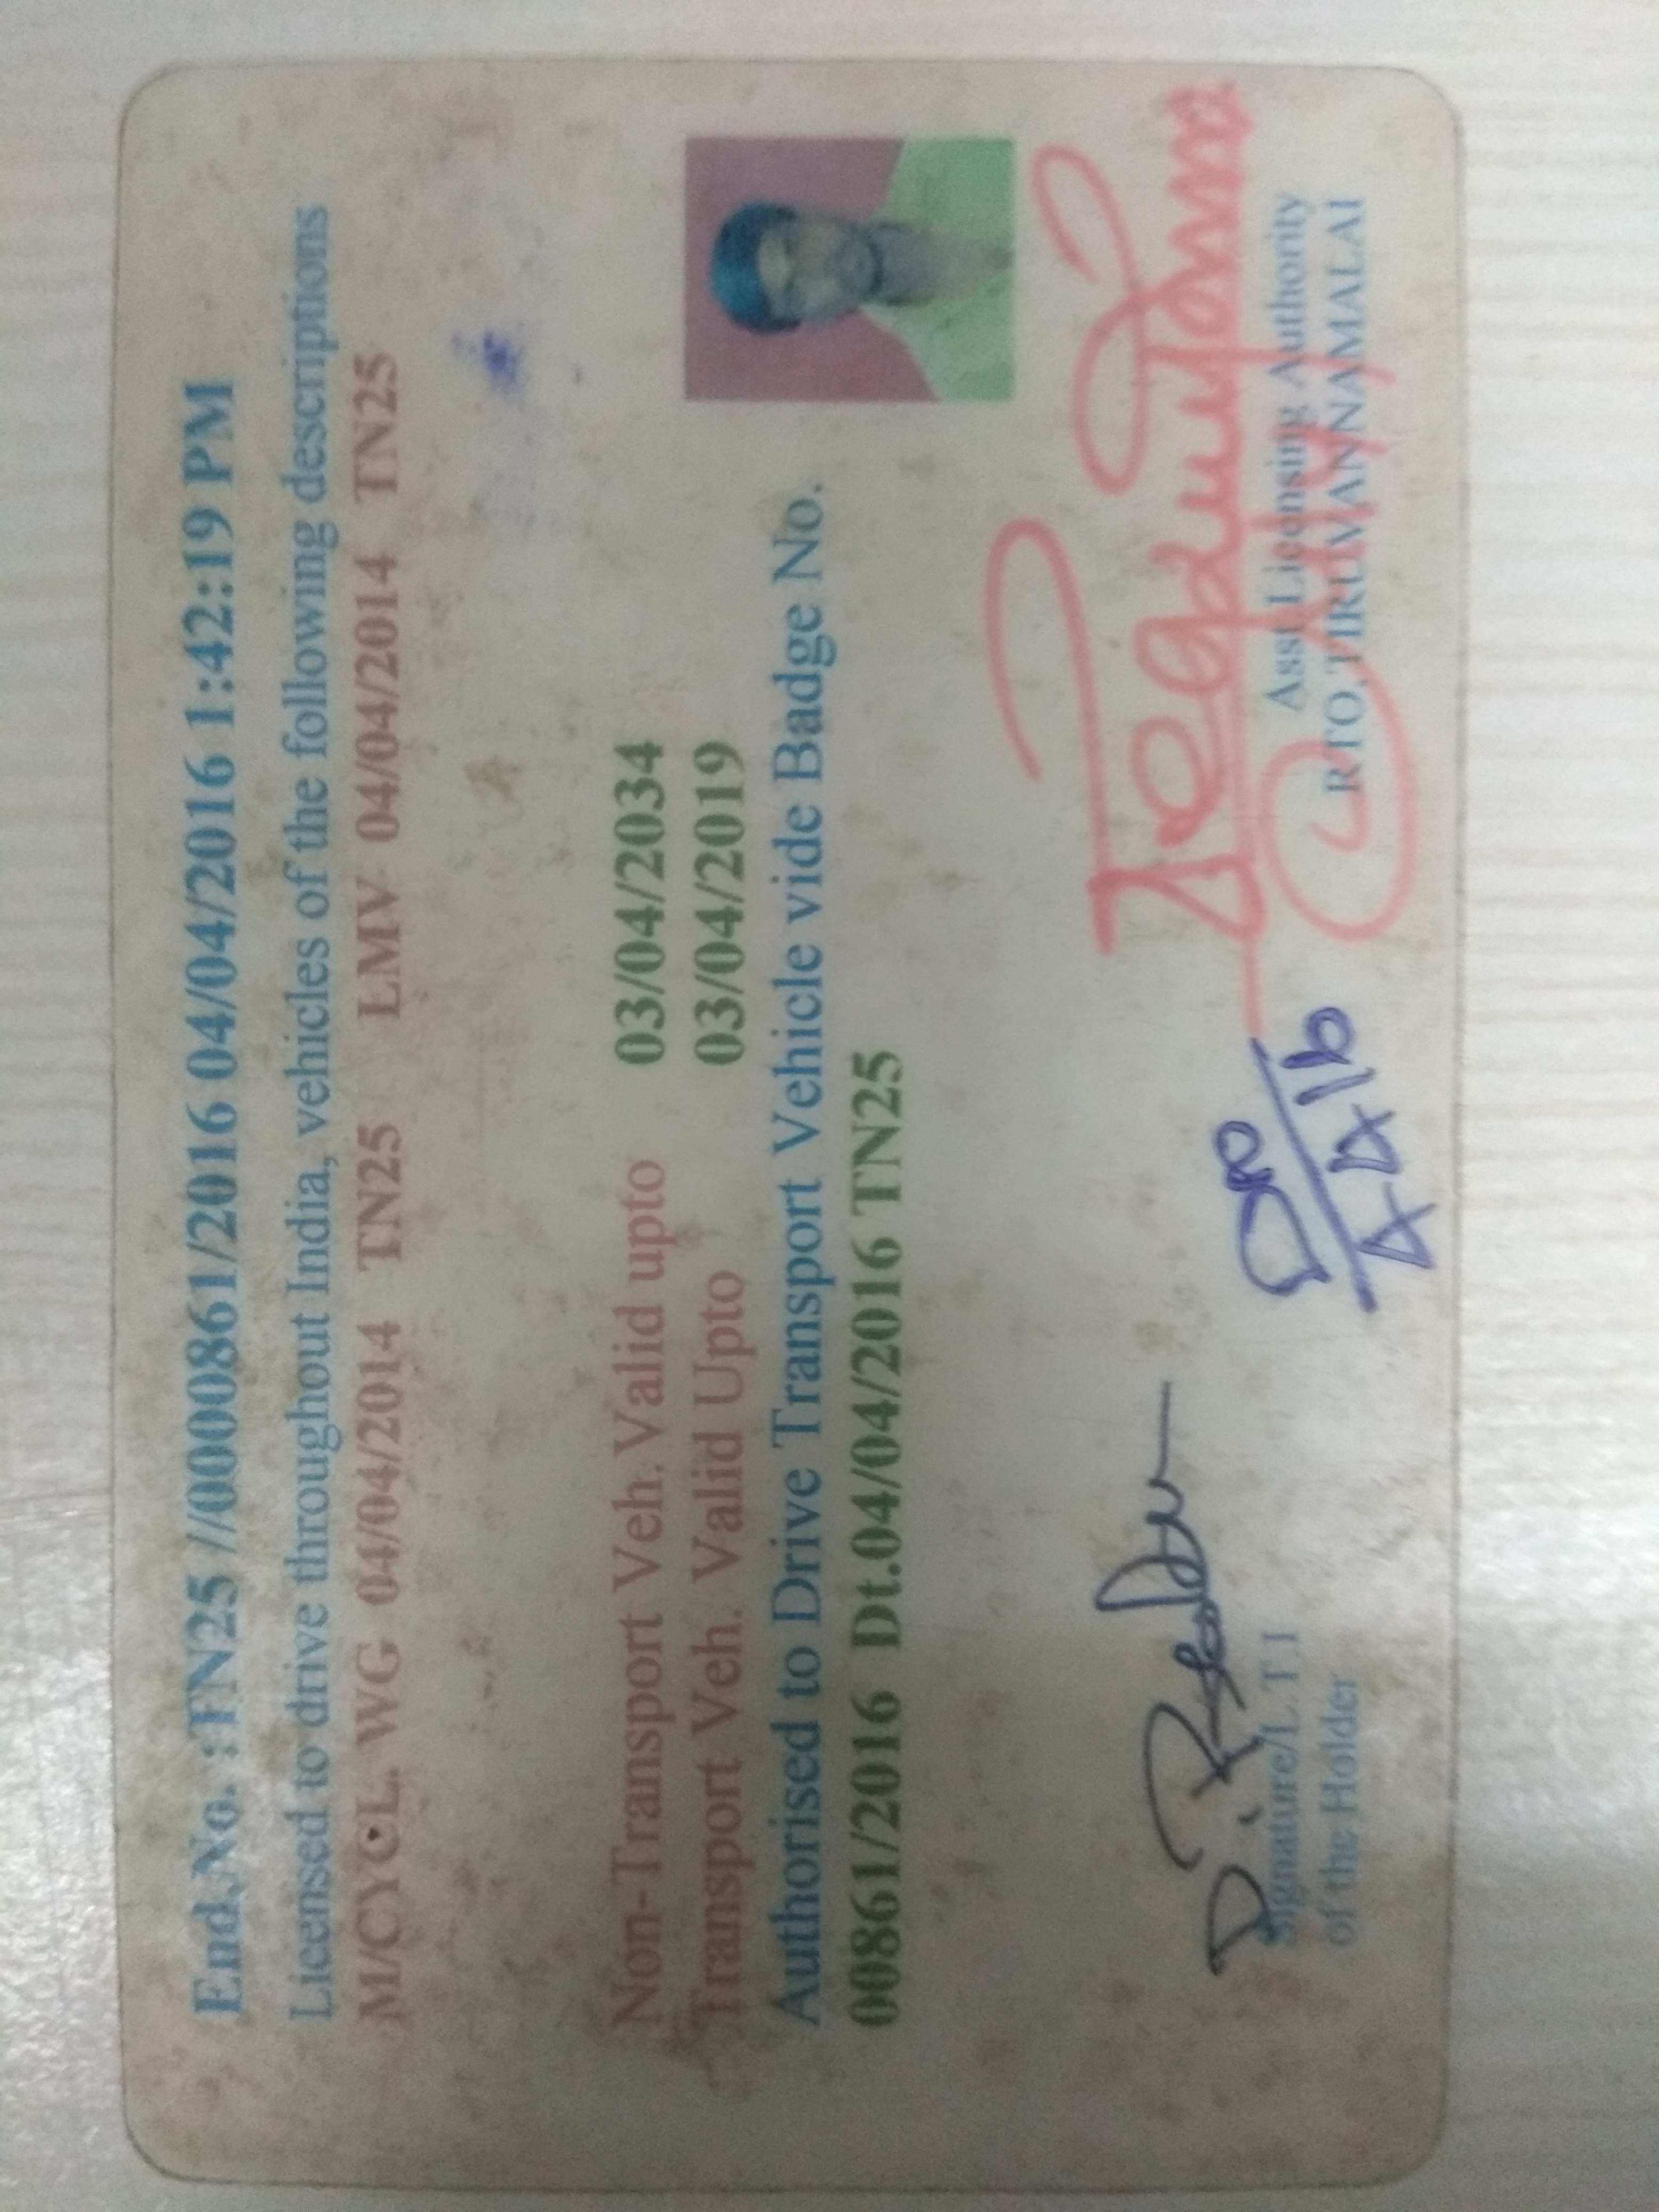 End.No. :TN25 //0000861/2016 04/04/2016 1:42:19 PM
Licensed to drive throughout India, vehicles of the following descriptions
M/CYCL. WG 04/04/2014 TN25 LMV 04/04/2014 TN25
Non-Transport Veh.Valid upto 03/04/2034
Transport Veh. Valid Upto 03/04/2019
Authorised to Drive Transport Vehicle vide Badge No.
00861/2016 Dt.04/04/2016 TN25
D.
4 4 16
Signature/L.T.I
of the Holder
Asst Licensing Authority
RTO,TIRUVANNAMALAI